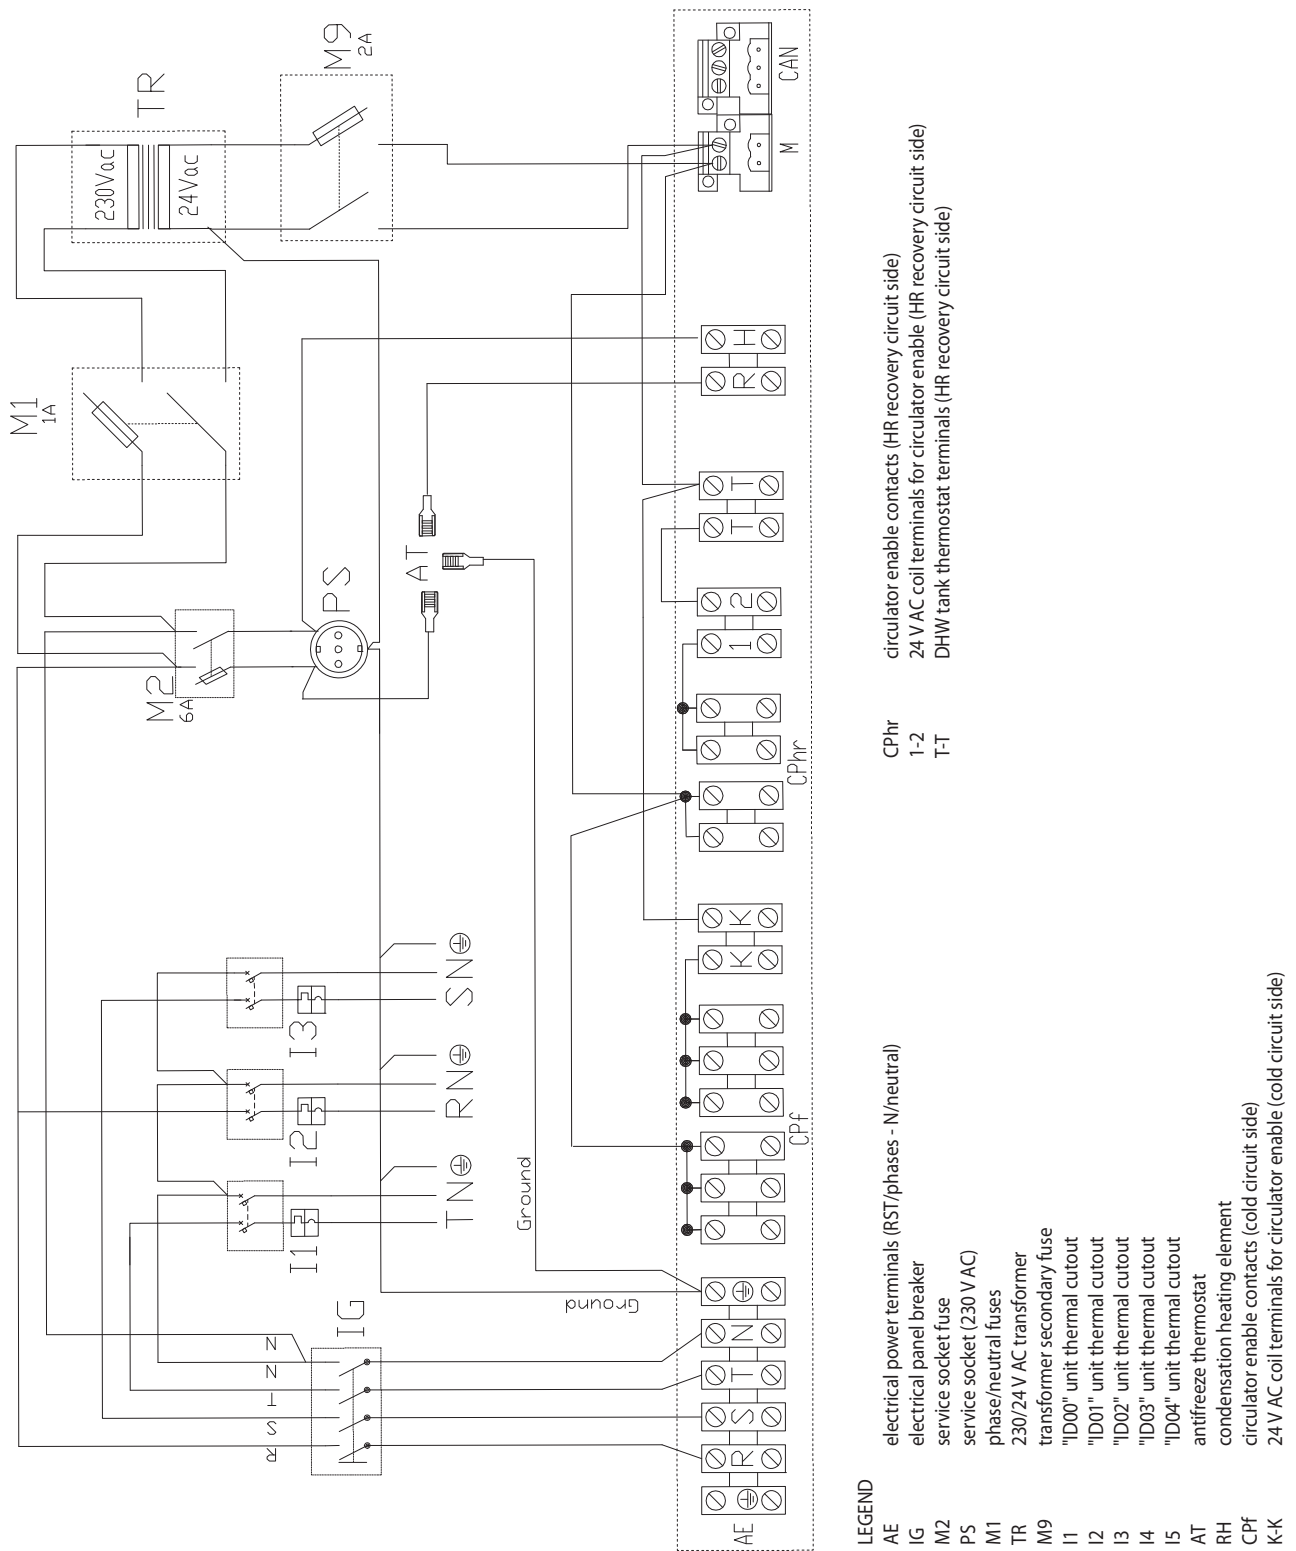 M1
1A
TR
230Vac
24Vac
M9
2A
M2
6A
PS
AT
I3
S N
I2
R N
I1
T N
Ground
Ground
IG
N
N
T
S
R
AE
R
S
T
N
CPf
K
K
CPhr
1
2
T
T
R
H
M
CAN
LEGEND
AE electrical power terminals (RST/phases - N/neutral)
IG electrical panel breaker
M2 service socket fuse
PS service socket (230 V AC)
M1 phase/neutral fuses
TR 230/24 V AC transformer
M9 transformer secondary fuse
I1 "ID00" unit thermal cutout
I2 "ID01" unit thermal cutout
I3 "ID02" unit thermal cutout
I4 "ID03" unit thermal cutout
I5 "ID04" unit thermal cutout
AT antifreeze thermostat
RH condensation heating element
CPf circulator enable contacts (cold circuit side)
K-K 24 V AC coil terminals for circulator enable (cold circuit side)
CPhr circulator enable contacts (HR recovery circuit side)
1-2 24 V AC coil terminals for circulator enable (HR recovery circuit side)
T-T DHW tank thermostat terminals (HR recovery circuit side)